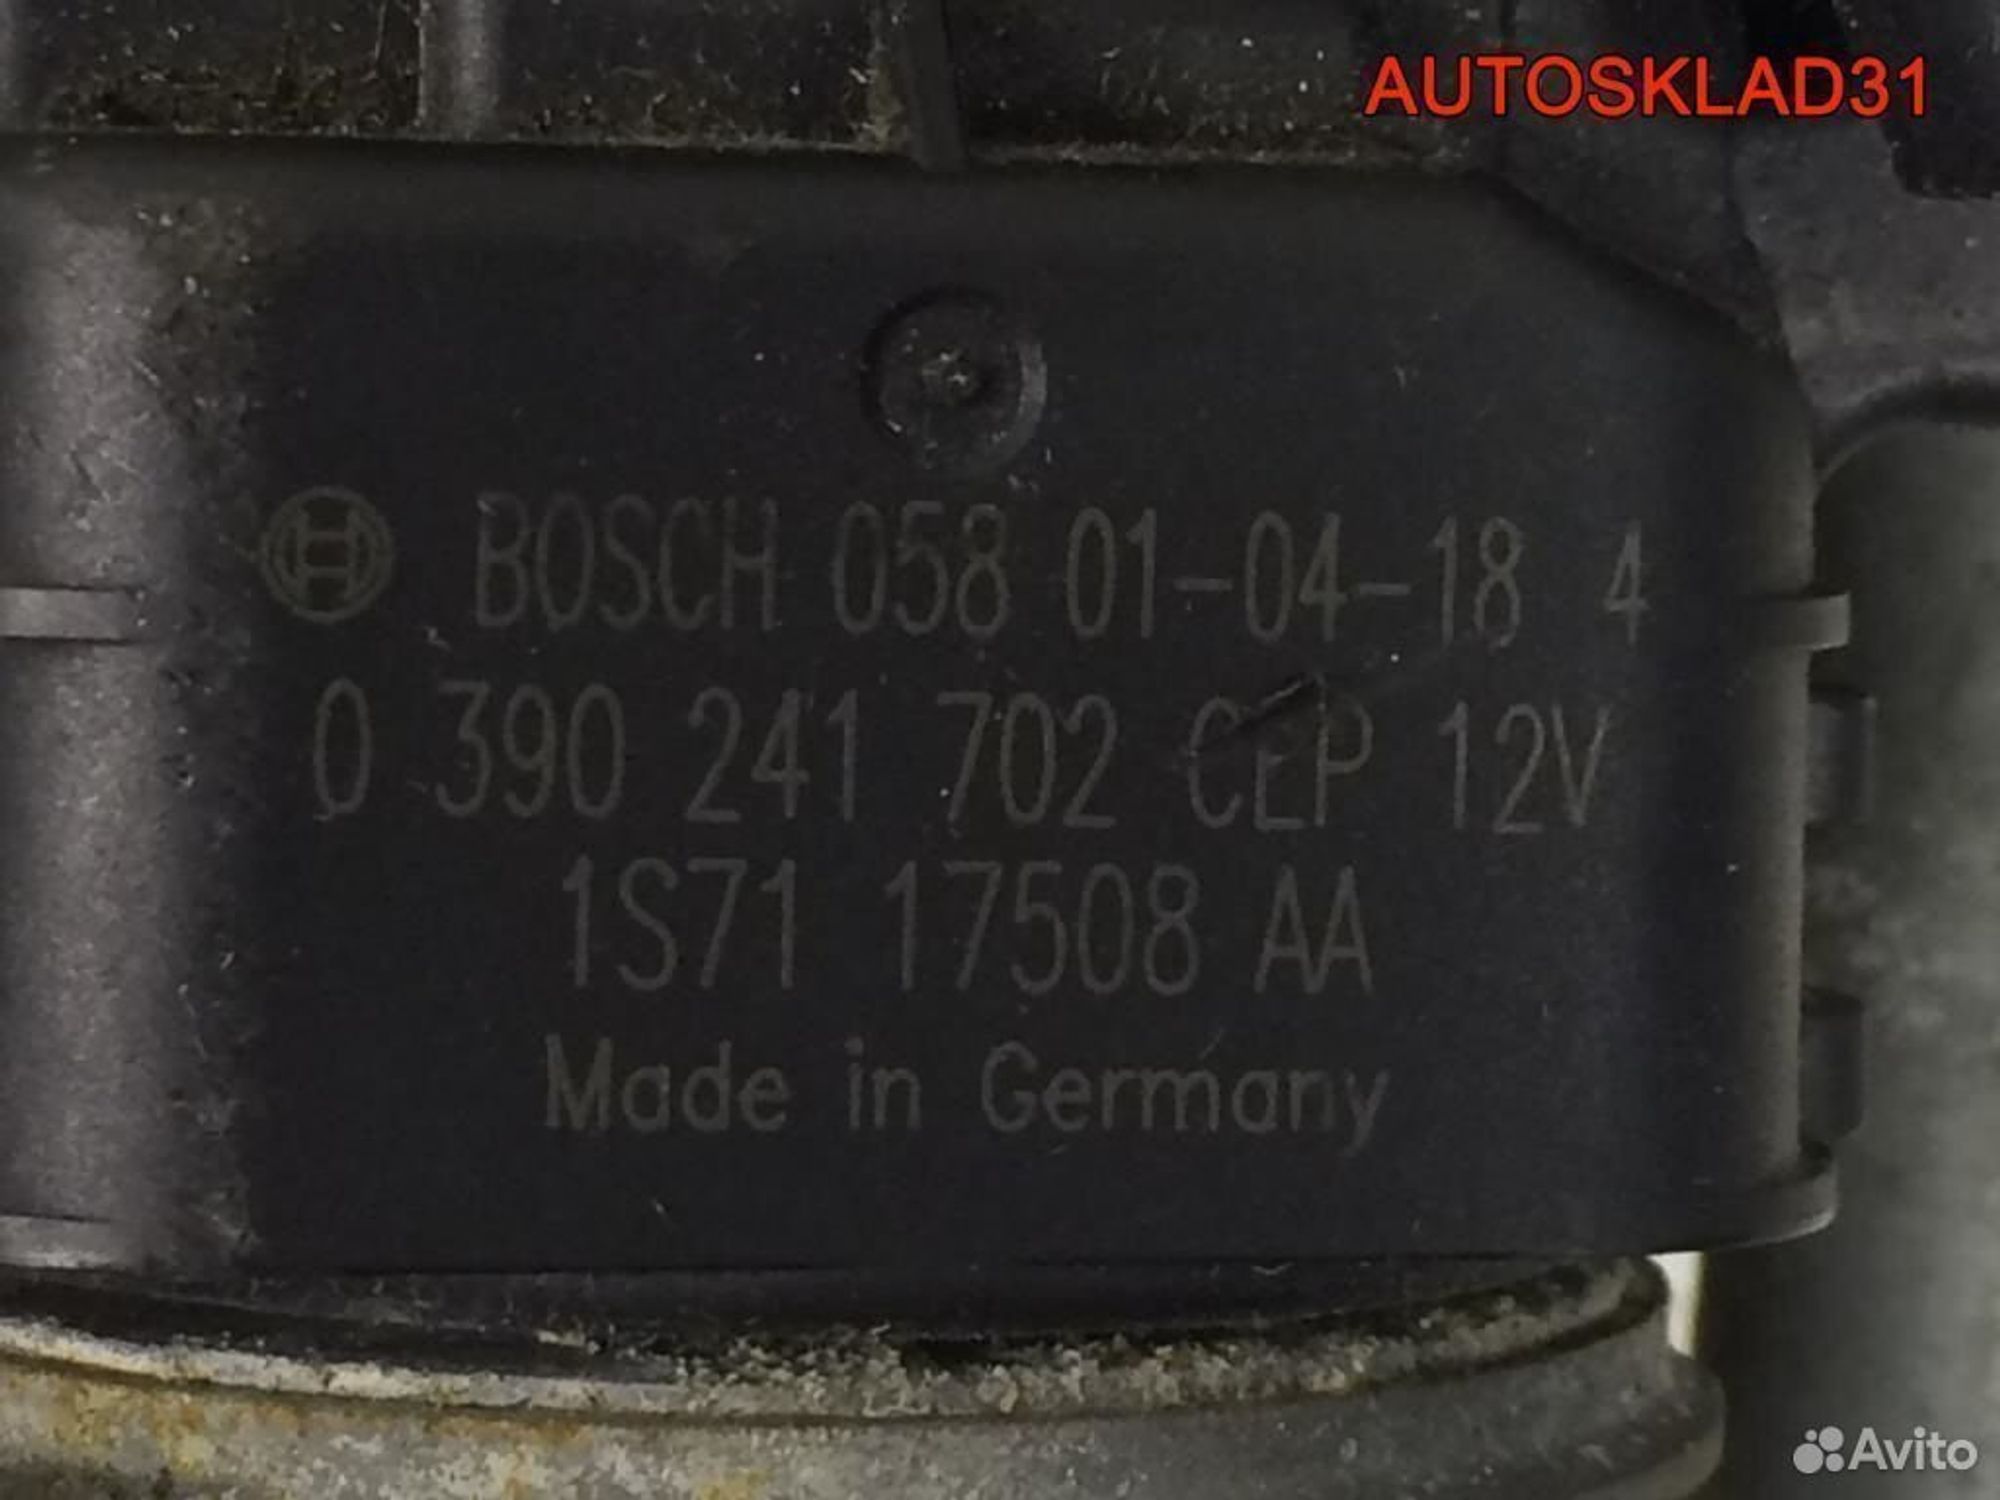 AUTOSKLAD31
BOSCH 058 01-04-18 4
0 390 241 702 CEP 12V
1S71 17508 AA
Made in Germany
Avito